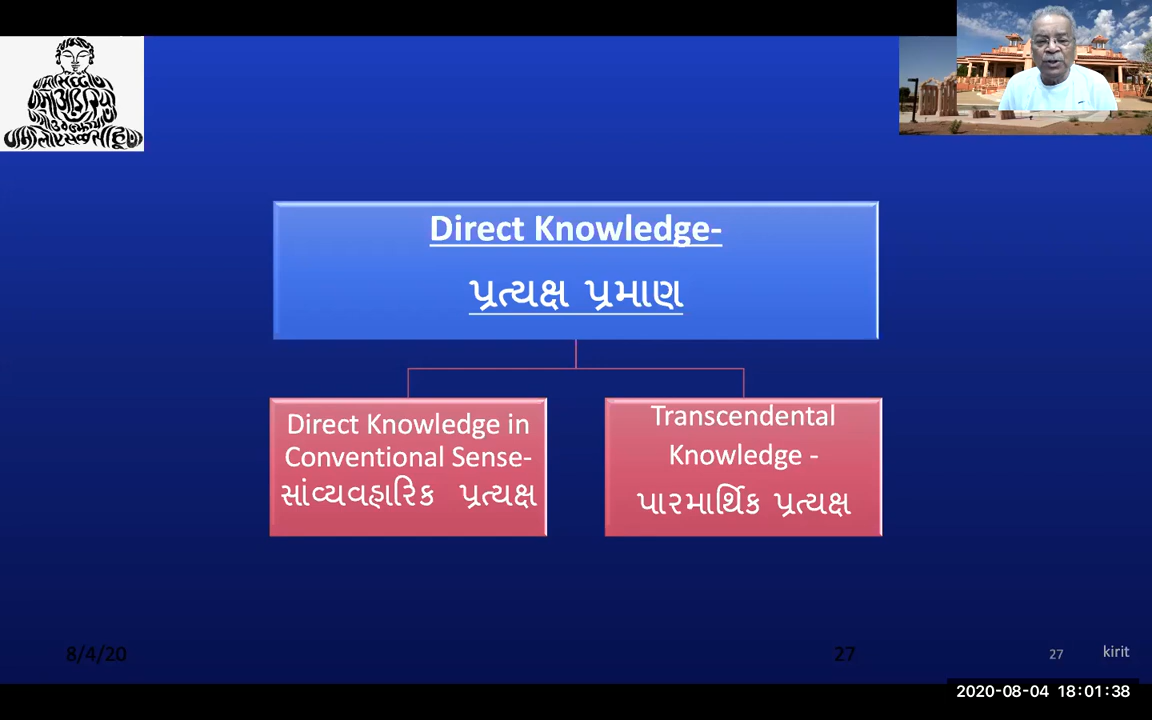 Direct Knowledge-
પ્રત્યક્ષ પ્રમાણ
Direct Knowledge in
Conventional Sense-
સાંવ્યવહારિક પ્રત્યક્ષ
Transcendental
Knowledge -
પારમાર્થિક પ્રત્યક્ષ
8/4/20
27
27
kirit
2020-08-04 18:01:38